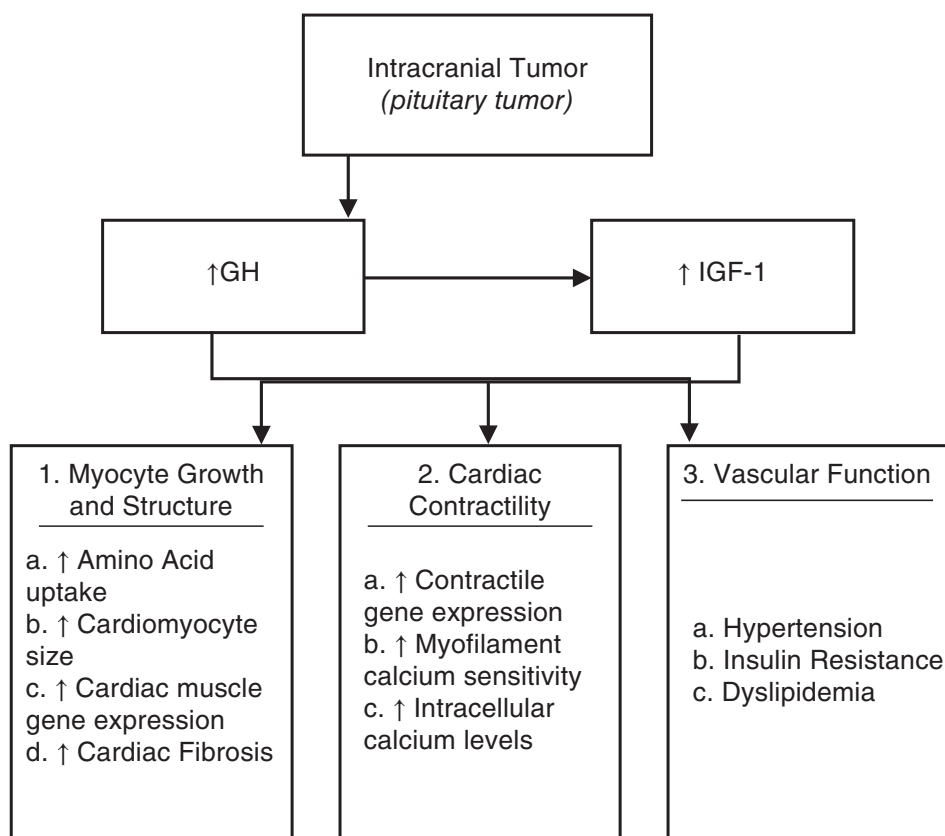 Intracranial Tumor
(pituitary tumor)
↑GH
↑ IGF-1
1. Myocyte Growth
and Structure
a. ↑ Amino Acid
uptake
b. ↑ Cardiomyocyte
size
c. ↑ Cardiac muscle
gene expression
d. ↑ Cardiac Fibrosis
2. Cardiac
Contractility
a. ↑ Contractile
gene expression
b. ↑ Myofilament
calcium sensitivity
c. ↑ Intracellular
calcium levels
3. Vascular Function
a. Hypertension
b. Insulin Resistance
c. Dyslipidemia